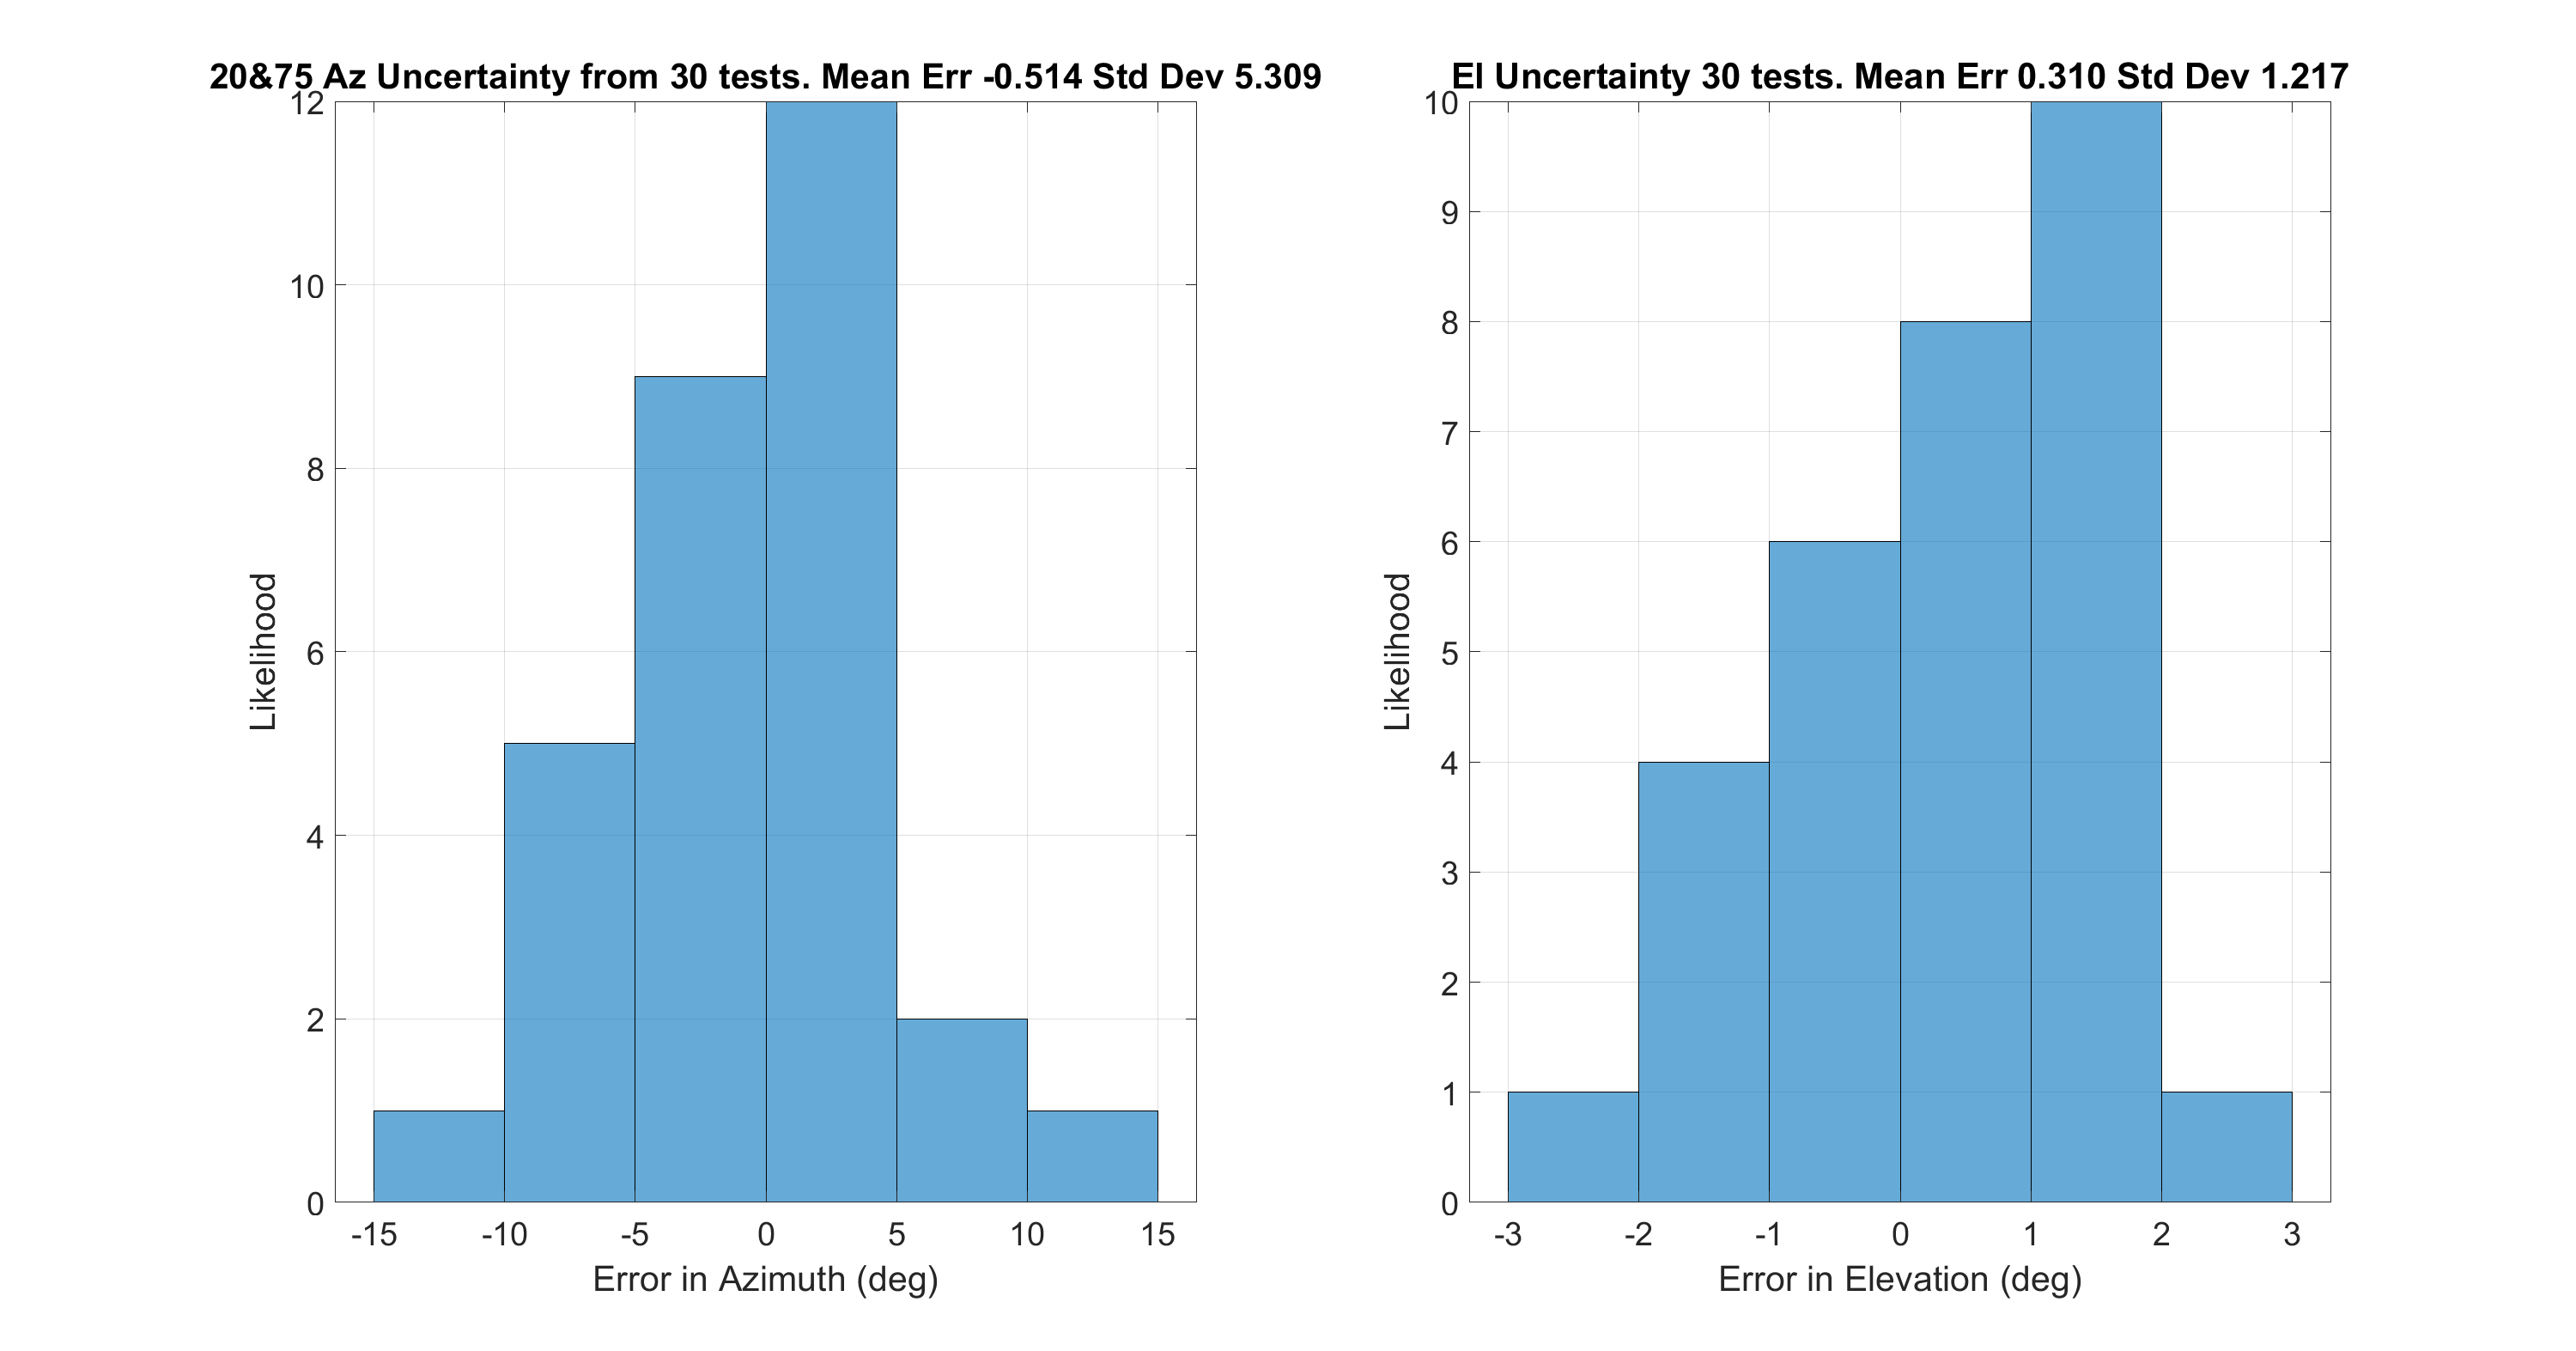 20&75 Az Uncertainty from 30 tests. Mean Err -0.514 Std Dev 5.309
12
10
8
6
4
2
0
Likelihood
-15 -10 -5 0 5 10 15
Error in Azimuth (deg)
El Uncertainty 30 tests. Mean Err 0.310 Std Dev 1.217
10
9
8
7
6
5
4
3
2
1
0
Likelihood
-3 -2 -1 0 1 2 3
Error in Elevation (deg)